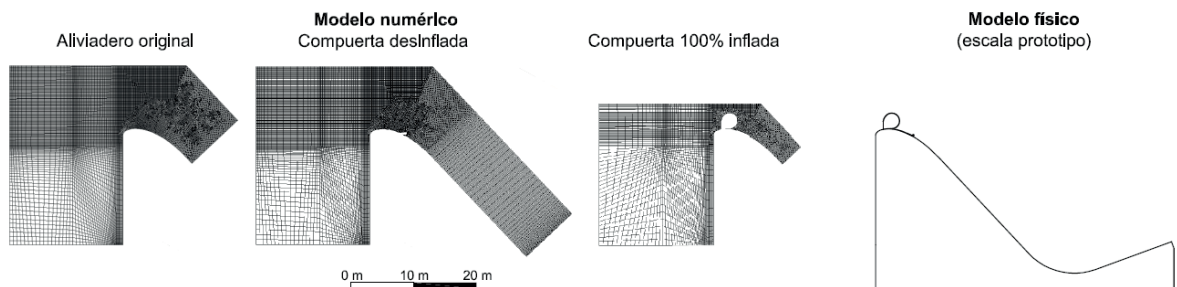 Modelo numérIco
Modelo físico
Aliviadero original
Compuerta desInflada
Compuerta 100% inflada
(escala prototipo)
0 m 10 m 20 m